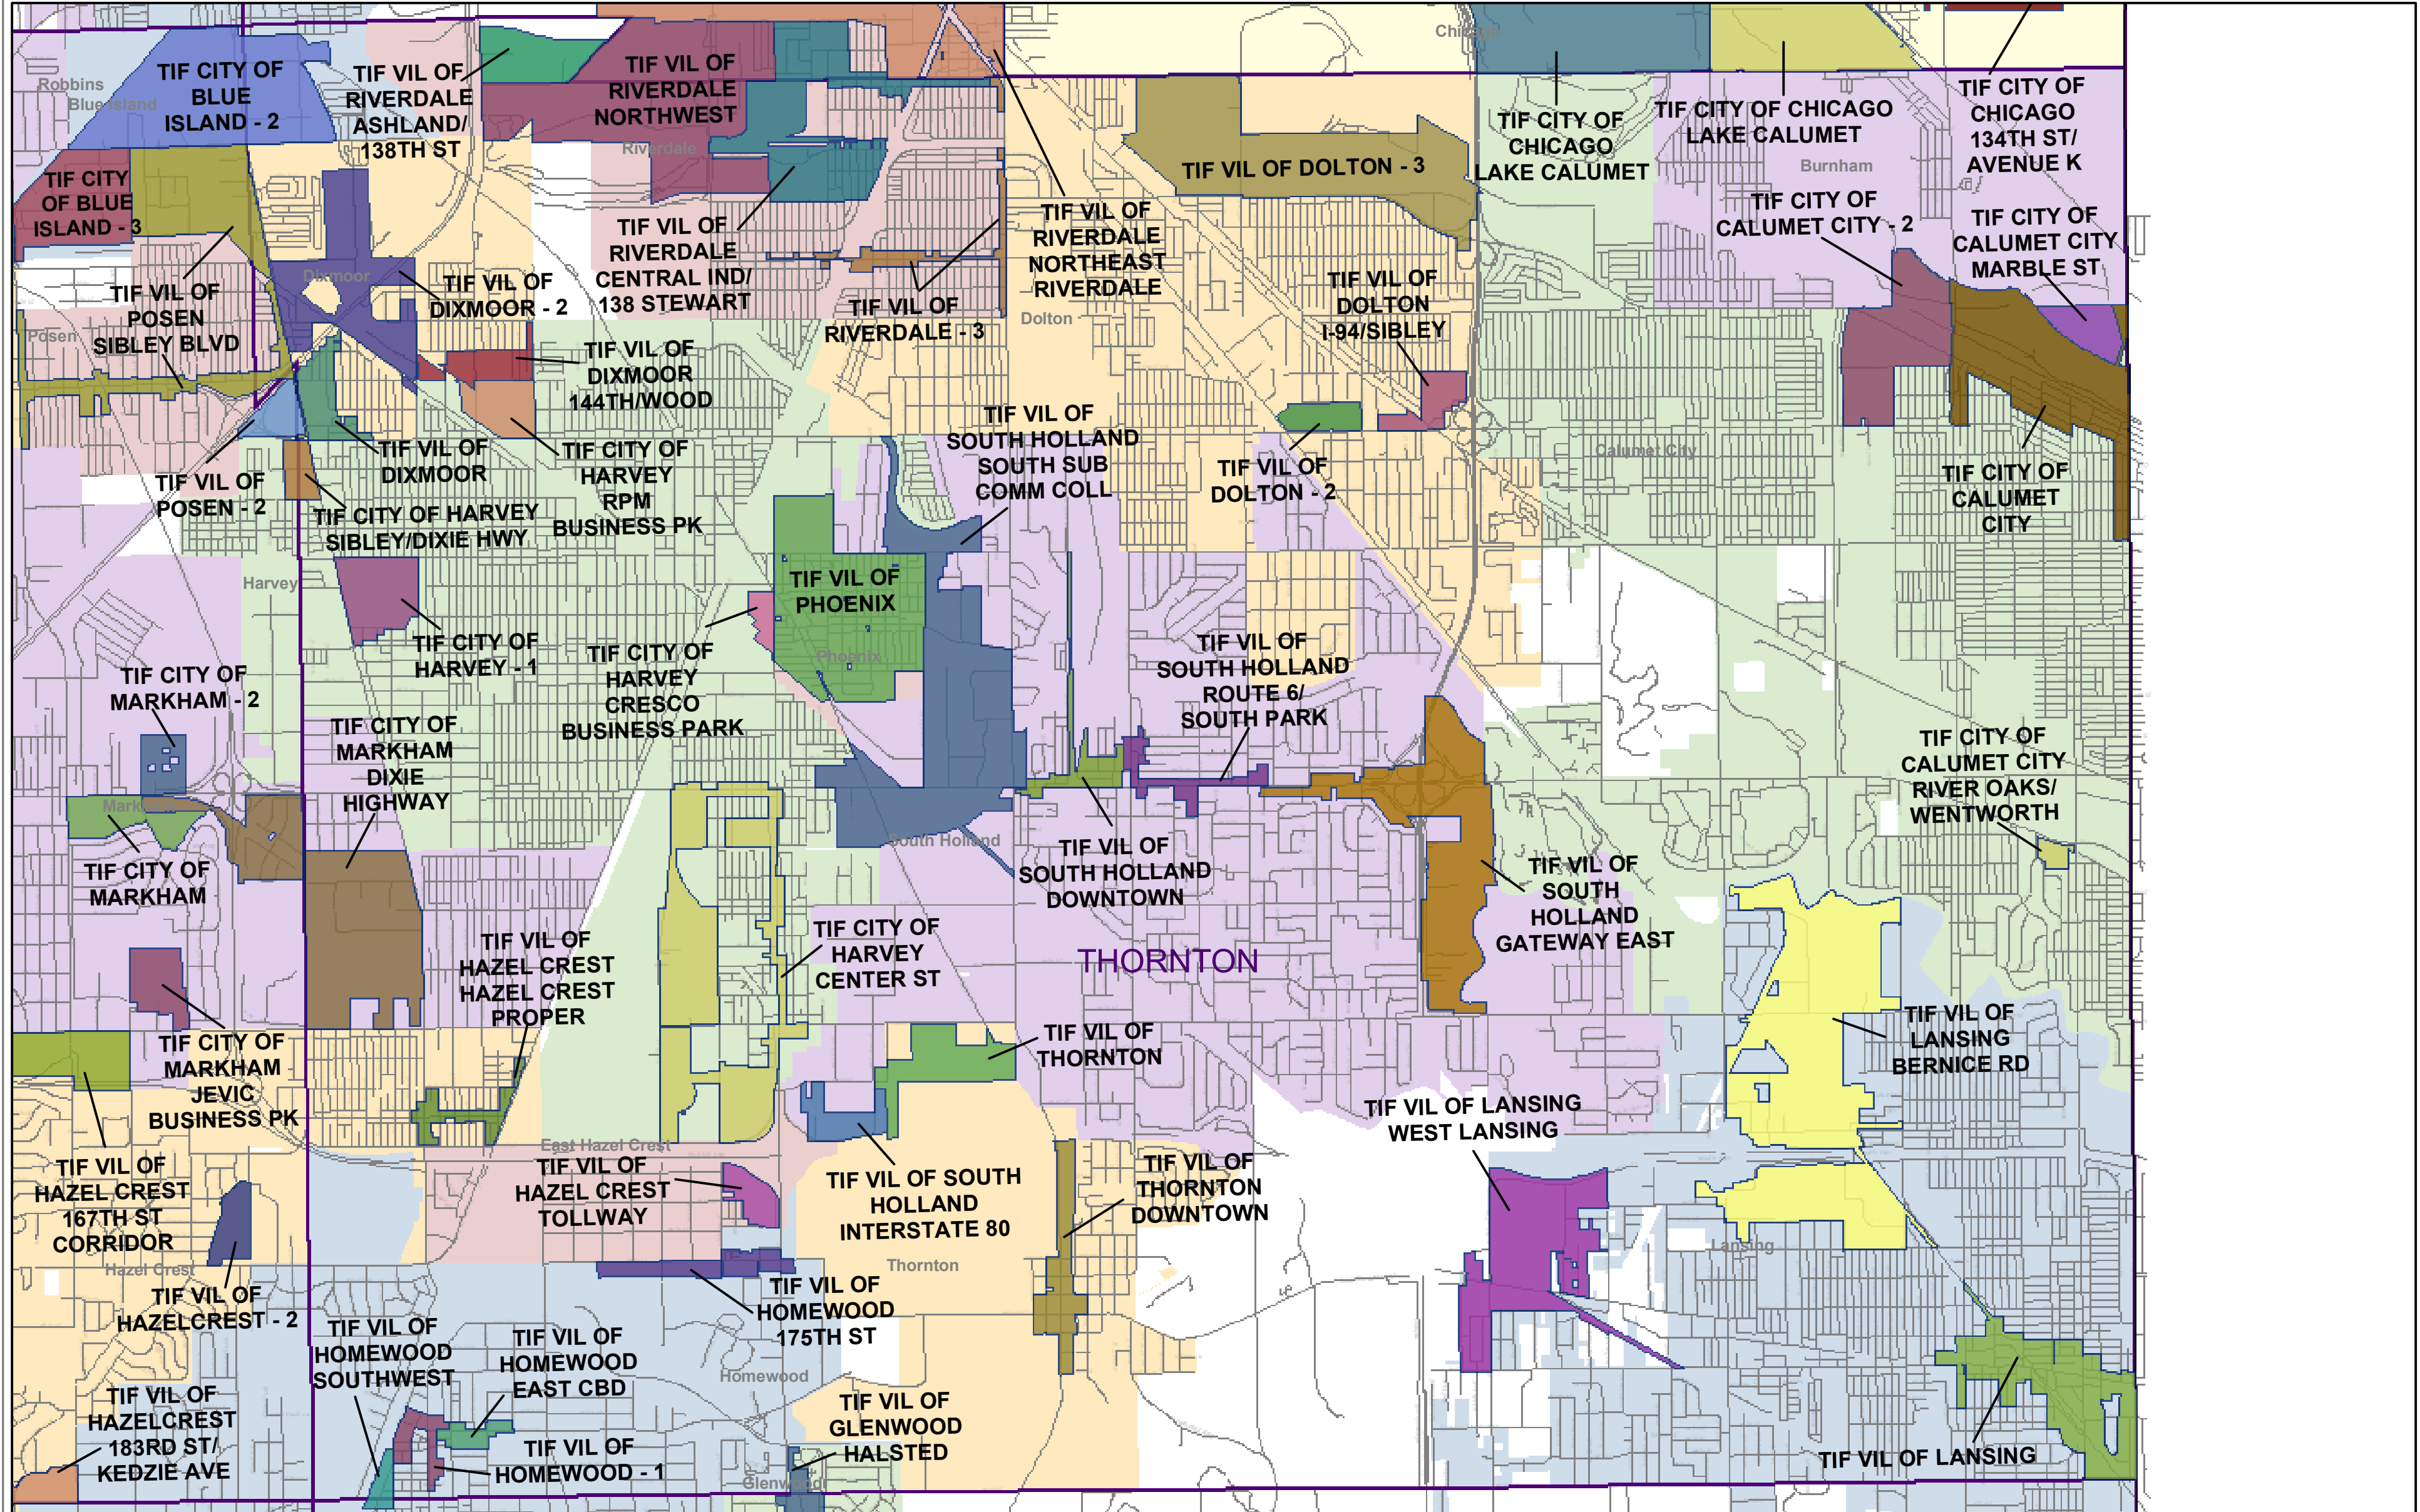 Robbins
Blue Island
TIF CITY OF
BLUE
ISLAND - 2
TIF VIL OF
RIVERDALE
ASHLAND/
138TH ST
TIF VIL OF
RIVERDALE
NORTHWEST
Riverdale
Chicago
TIF CITY
OF BLUE
ISLAND - 3
TIF VIL OF DOLTON - 3
TIF CITY OF
CHICAGO
LAKE CALUMET
TIF CITY OF CHICAGO
LAKE CALUMET
Burnham
TIF CITY OF
CHICAGO
134TH ST/
AVENUE K
TIF CITY OF
CALUMET CITY - 2
TIF CITY OF
CALUMET CITY
MARBLE ST
TIF VIL OF
RIVERDALE
CENTRAL IND/
138 STEWART
TIF VIL OF
RIVERDALE
NORTHEAST
RIVERDALE
TIF VIL OF
RIVERDALE - 3
Dolton
TIF VIL OF
DOLTON
I-94/SIBLEY
Dixmoor
TIF VIL OF
DIXMOOR - 2
TIF VIL OF
POSEN
SIBLEY BLVD
Posen
TIF VIL OF
DIXMOOR
144TH/WOOD
TIF VIL OF
SOUTH HOLLAND
SOUTH SUB
COMM COLL
TIF VIL OF
DOLTON - 2
Calumet City
TIF CITY OF
CALUMET
CITY
TIF VIL OF
POSEN - 2
TIF VIL OF
DIXMOOR
TIF CITY OF
HARVEY
RPM
BUSINESS PK
TIF CITY OF HARVEY
SIBLEY/DIXIE HWY
Harvey
TIF VIL OF
PHOENIX
Phoenix
TIF CITY OF
HARVEY - 1
TIF CITY OF
HARVEY
CRESCO
BUSINESS PARK
TIF VIL OF
SOUTH HOLLAND
ROUTE 6/
SOUTH PARK
TIF CITY OF
MARKHAM - 2
TIF CITY OF
MARKHAM
DIXIE
HIGHWAY
Markham
TIF CITY OF
MARKHAM
South Holland
TIF VIL OF
SOUTH HOLLAND
DOWNTOWN
TIF VIL OF
SOUTH
HOLLAND
GATEWAY EAST
TIF CITY OF
CALUMET CITY
RIVER OAKS/
WENTWORTH
TIF VIL OF
HAZEL CREST
HAZEL CREST
PROPER
TIF CITY OF
HARVEY
CENTER ST
THORNTON
TIF VIL OF
LANSING
BERNICE RD
TIF CITY OF
MARKHAM
JEVIC
BUSINESS PK
TIF VIL OF
THORNTON
TIF VIL OF LANSING
WEST LANSING
East Hazel Crest
TIF VIL OF
HAZEL CREST
167TH ST
CORRIDOR
TIF VIL OF
HAZEL CREST
TOLLWAY
TIF VIL OF SOUTH
HOLLAND
INTERSTATE 80
TIF VIL OF
THORNTON
DOWNTOWN
Lansing
Hazel Crest
Thornton
TIF VIL OF
HAZELCREST - 2
TIF VIL OF
HOMEWOOD
175TH ST
TIF VIL OF
HOMEWOOD
SOUTHWEST
TIF VIL OF
HOMEWOOD
EAST CBD
Homewood
TIF VIL OF
HAZELCREST
183RD ST/
KEDZIE AVE
TIF VIL OF
HOMEWOOD - 1
TIF VIL OF
GLENWOOD
HALSTED
Glenwood
TIF VIL OF LANSING